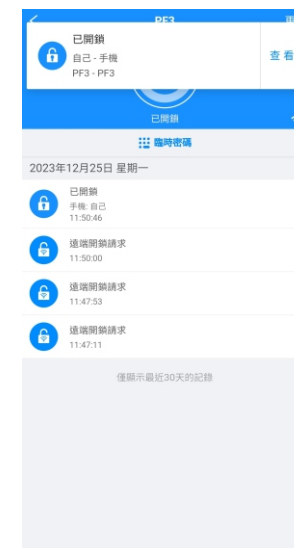 PF3
已開鎖
自己 - 手機
PF3 - PF3
查看
已開鎖
臨時密碼
2023年12月25日 星期一
已開鎖
手機: 自己
11:50:46
遠端開鎖請求
11:50:00
遠端開鎖請求
11:47:53
遠端開鎖請求
11:47:11
僅顯示最近30天的記錄